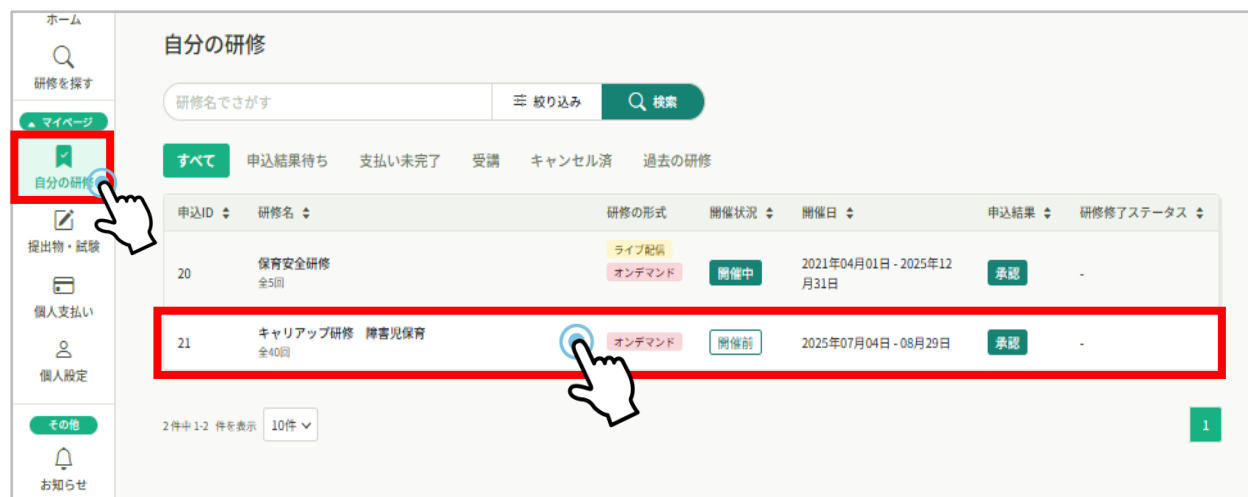 ホーム
研修を探す
マイページ
自分の研修
提出物・試験
個人支払い
個人設定
その他
お知らせ
自分の研修
研修名でさがす 絞り込み 検索
すべて 申込結果待ち 支払い未完了 受講 キャンセル済 過去の研修
申込ID 研修名 研修の形式 開催状況 開催日 申込結果 研修修了ステータス
20 保育安全研修 全5回 ライブ配信 オンデマンド 開催中 2021年04月01日 - 2025年12月31日 承認 -
21 キャリアップ研修 障害児保育 全40回 オンデマンド 開催前 2025年07月04日 - 08月29日 承認 -
2件中 1-2 件を表示 10件 1